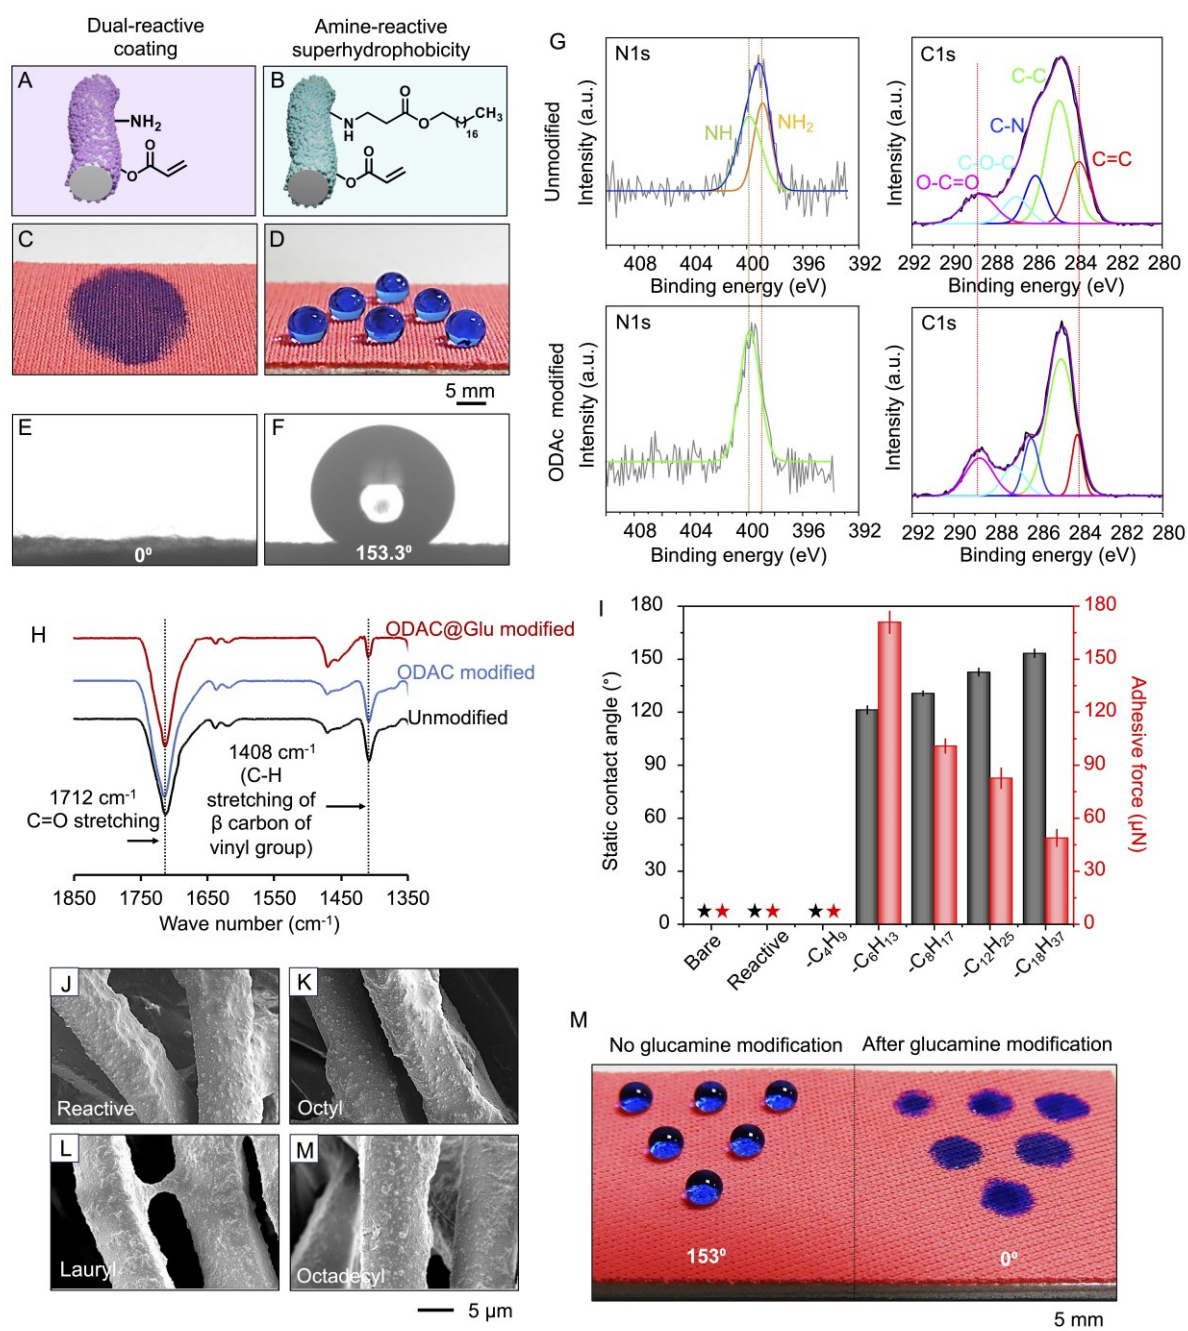 Dual-reactive
coating
Amine-reactive
superhydrophobicity
A
NH₂
O
O
B
N
H
O
O
CH₃
16
O
O
C
D
5 mm
E
0⁰
F
153.3⁰
G
Unmodified
Intensity (a.u.)
N1s
NH
NH₂
408 404 400 396 392
Binding energy (eV)
Intensity (a.u.)
C1s
C-C
C-N
C-O-C
O-C=O
C=C
292 290 288 286 284 282 280
Binding energy (eV)
ODAc modified
Intensity (a.u.)
N1s
408 404 400 396 392
Binding energy (eV)
Intensity (a.u.)
C1s
292 290 288 286 284 282 280
Binding energy (eV)
H
ODAC@Glu modified
ODAC modified
Unmodified
1408 cm⁻¹
(C-H
stretching of
β carbon of
vinyl group)
1712 cm⁻¹
C=O stretching
1850 1750 1650 1550 1450 1350
Wave number (cm⁻¹)
I
Static contact angle (°)
180
150
120
90
60
30
0
★ ★ ★ ★ ★ ★
Bare
Reactive
-C₄H₉
-C₆H₁₃
-C₈H₁₇
-C₁₂H₂₅
-C₁₈H₃₇
180
150
120
90
60
30
0
Adhesive force (µN)
J
Reactive
K
Octyl
L
Lauryl
M
Octadecyl
5 µm
M
No glucamine modification
After glucamine modification
153⁰
0⁰
5 mm